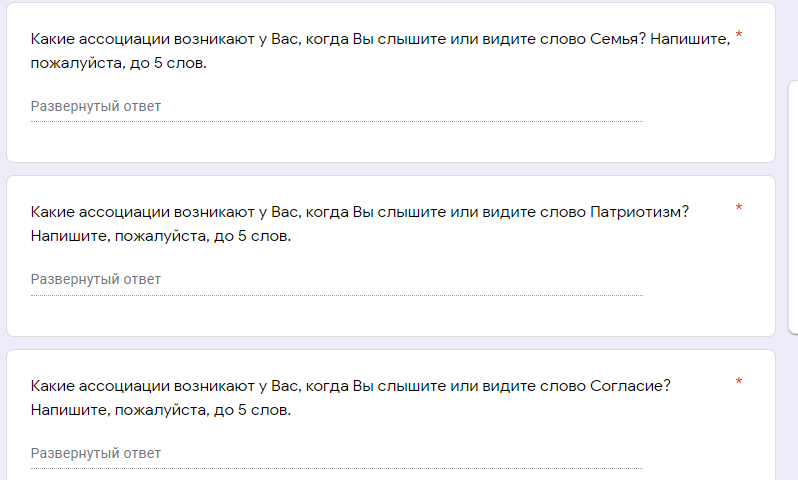 Какие ассоциации возникают у Вас, когда Вы слышите или видите слово Семья? Напишите, *
пожалуйста, до 5 слов.
Развернутый ответ
Какие ассоциации возникают у Вас, когда Вы слышите или видите слово Патриотизм? *
Напишите, пожалуйста, до 5 слов.
Развернутый ответ
Какие ассоциации возникают у Вас, когда Вы слышите или видите слово Согласие? *
Напишите, пожалуйста, до 5 слов.
Развернутый ответ